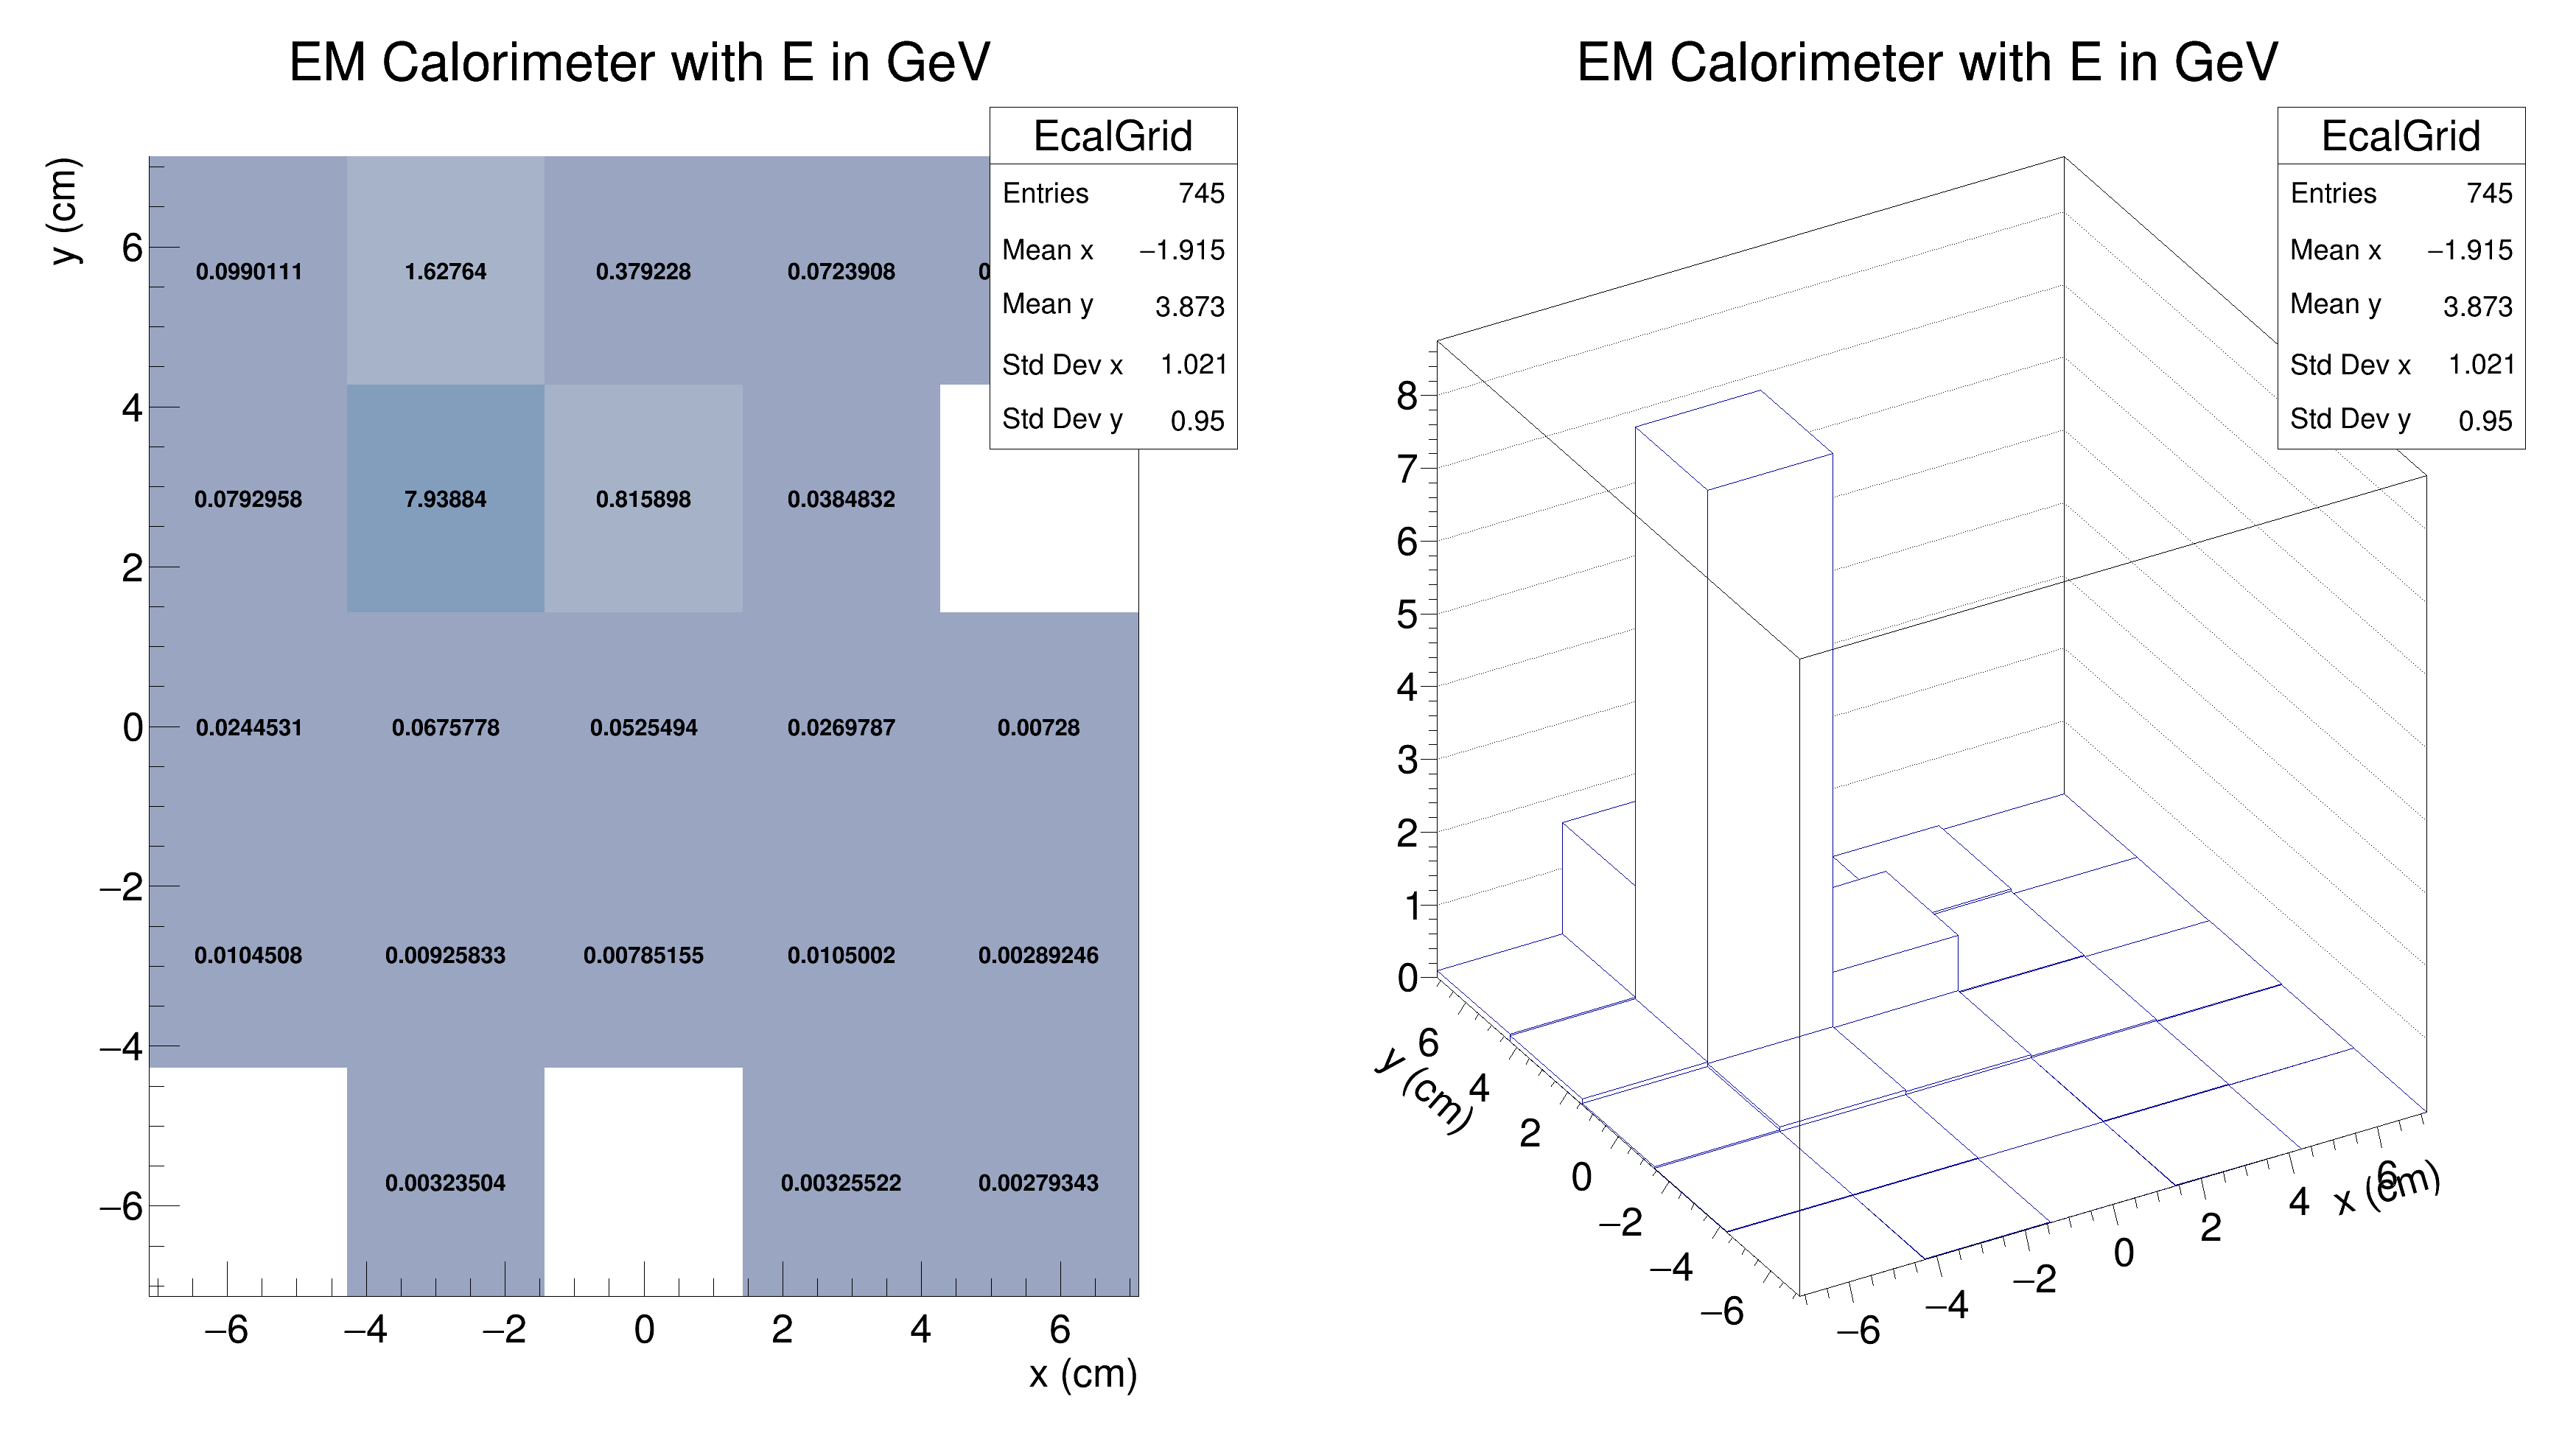 EM Calorimeter with E in GeV
EcalGrid
Entries 745
Mean x −1.915
Mean y 3.873
Std Dev x 1.021
Std Dev y 0.95
y (cm)
6
4
2
0
−2
−4
−6
0.0990111 1.62764 0.379228 0.0723908
0.0792958 7.93884 0.815898 0.0384832
0.0244531 0.0675778 0.0525494 0.0269787 0.00728
0.0104508 0.00925833 0.00785155 0.0105002 0.00289246
0.00323504 0.00325522 0.00279343
−6 −4 −2 0 2 4 6
x (cm)
EM Calorimeter with E in GeV
EcalGrid
Entries 745
Mean x −1.915
Mean y 3.873
Std Dev x 1.021
Std Dev y 0.95
8
7
6
5
4
3
2
1
0
6
4
2
0
−2
−4
−6
y (cm)
−6
−4
−2
0
2
4
6
x (cm)